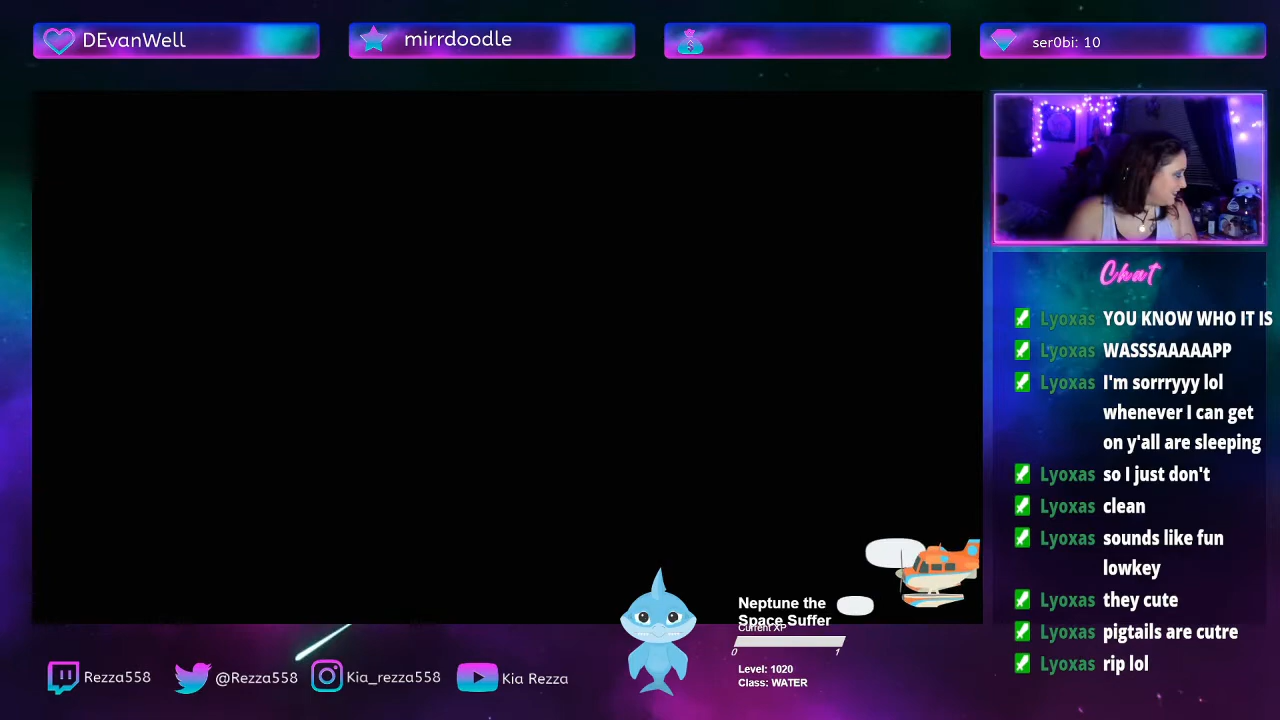 DEvanWell
mirrdoodle
ser0bi: 10
Chat
Lyoxas YOU KNOW WHO IT IS
Lyoxas WASSSAAAAAPP
Lyoxas I'm sorrryyy lol
whenever I can get
on y'all are sleeping
Lyoxas so I just don't
Lyoxas clean
Lyoxas sounds like fun
lowkey
Lyoxas they cute
Lyoxas pigtails are cutre
Lyoxas rip lol
Neptune the
Space Suffer
Current XP
0 1
Level: 1020
Class: WATER
Rezza558
@Rezza558
Kia_rezza558
Kia Rezza